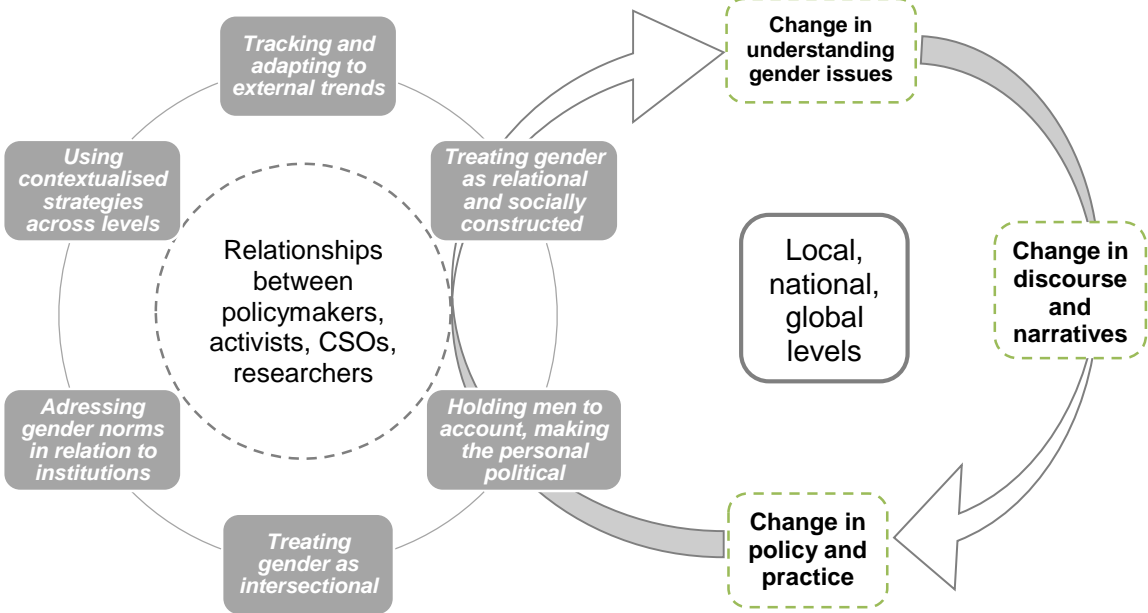 Tracking and
adapting to
external trends
Using
contextualised
strategies
across levels
Treating gender
as relational
and socially
constructed
Relationships
between
policymakers,
activists, CSOs,
researchers
Adressing
gender norms
in relation to
institutions
Holding men to
account, making
the personal
political
Treating
gender as
intersectional
Change in
understanding
gender issues
Local,
national,
global
levels
Change in
discourse
and
narratives
Change in
policy and
practice